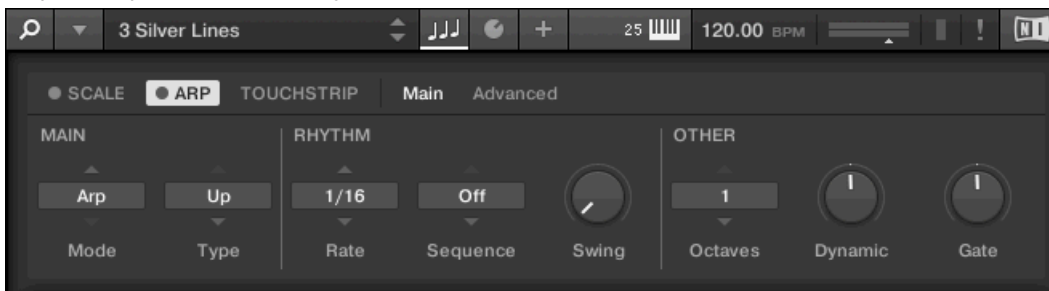 3 Silver Lines 25 120.00 BPM ! NI
SCALE ARP TOUCHSTRIP Main Advanced
MAIN RHYTHM OTHER
Arp Up 1/16 Off 1
Mode Type Rate Sequence Swing Octaves Dynamic Gate